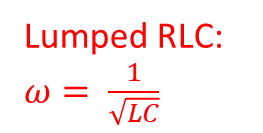 Lumped RLC:
ω = 1/√LC